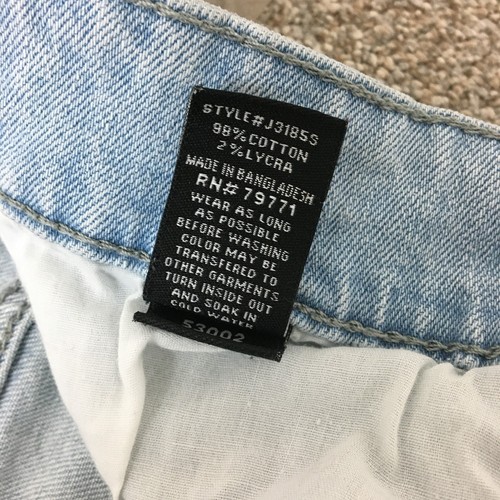 STYLE#J3185S
98%COTTON
2%LYCRA
MADE IN BANGLADESH
RN# 79771
WEAR AS LONG
AS POSSIBLE
BEFORE WASHING
COLOR MAY BE
TRANSFERED TO
OTHER GARMENTS
TURN INSIDE OUT
AND SOAK IN
COLD WATER
53002